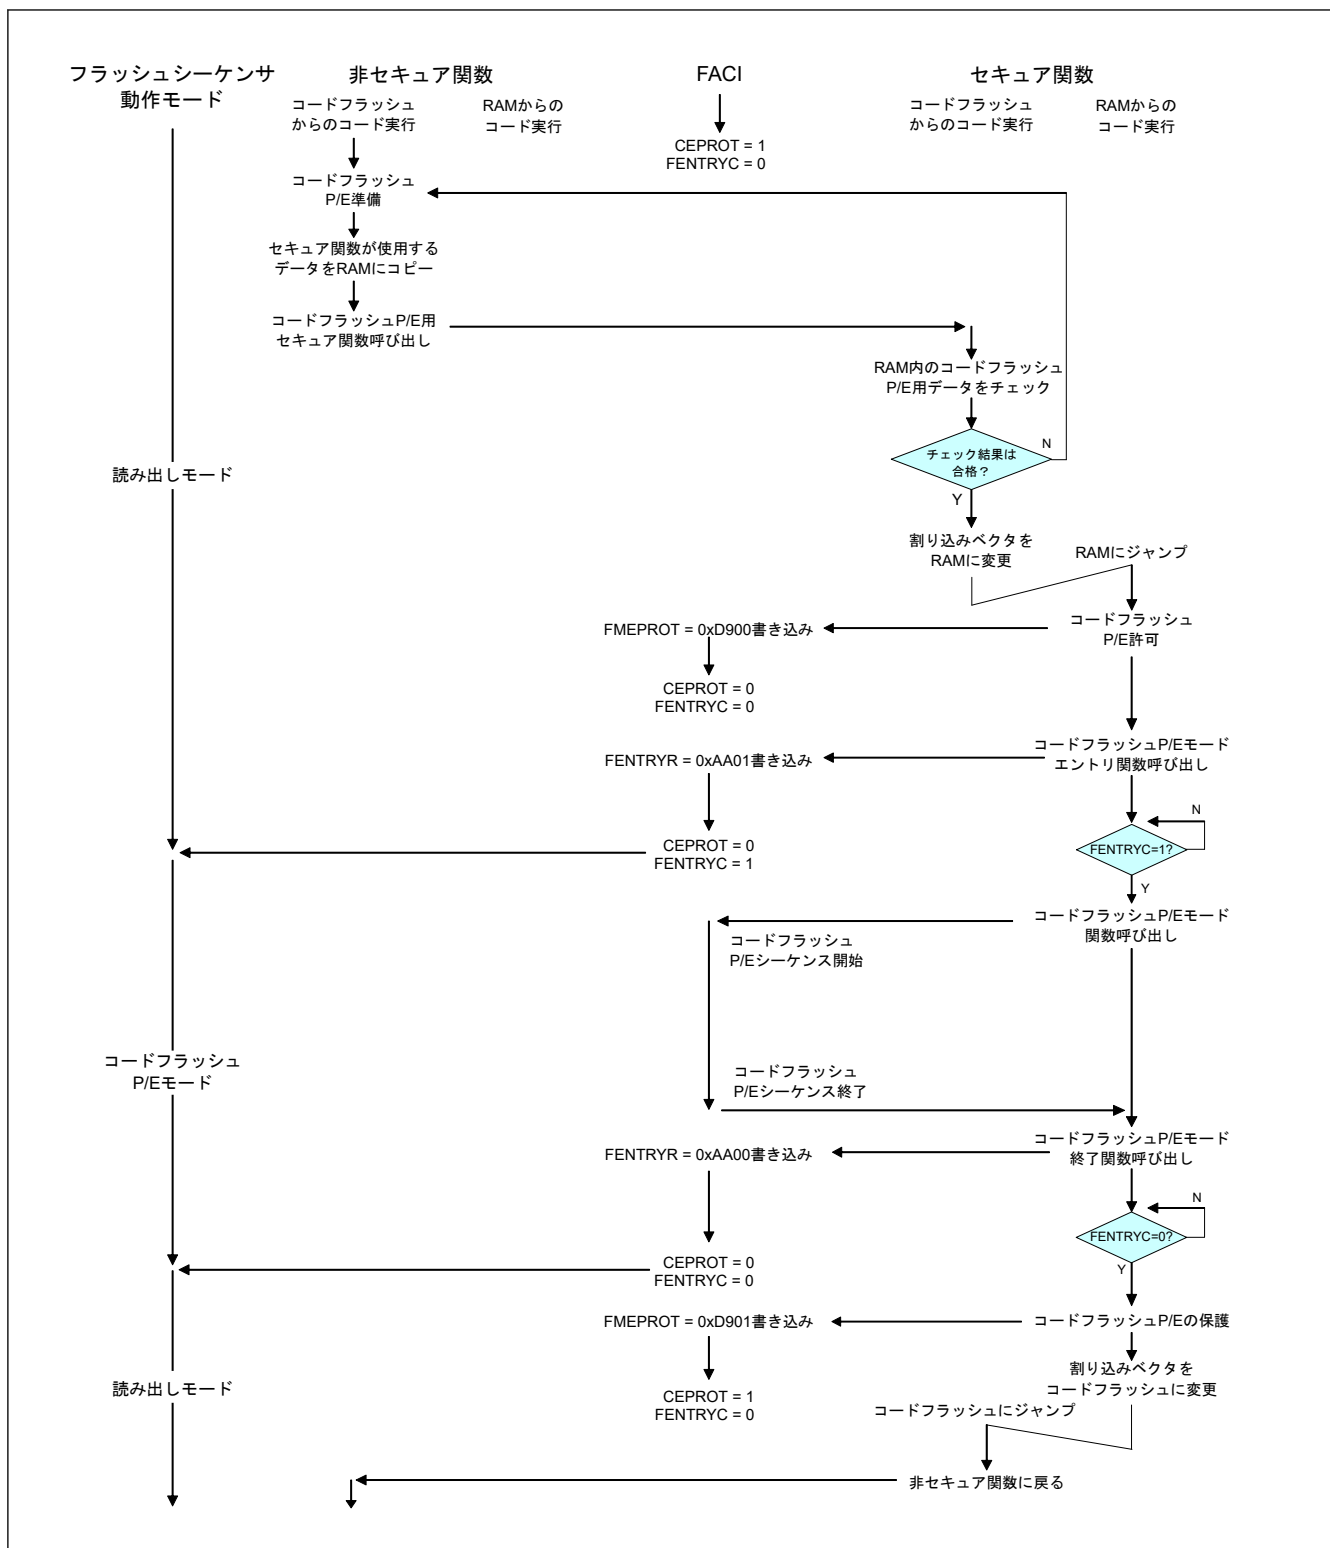 フラッシュシーケンサ
動作モード
非セキュア関数
FACI
セキュア関数
コードフラッシュ
からのコード実行
RAMからの
コード実行
コードフラッシュ
からのコード実行
RAMからの
コード実行
CEPROT = 1
FENTRYC = 0
コードフラッシュ
P/E準備
セキュア関数が使用する
データをRAMにコピー
コードフラッシュP/E用
セキュア関数呼び出し
RAM内のコードフラッシュ
P/E用データをチェック
チェック結果は
合格？
N
Y
読み出しモード
割り込みベクタを
RAMに変更
RAMにジャンプ
コードフラッシュ
P/E許可
FMEPROT = 0xD900書き込み
CEPROT = 0
FENTRYC = 0
コードフラッシュP/Eモード
エントリ関数呼び出し
FENTRYR = 0xAA01書き込み
N
FENTRYC=1?
Y
CEPROT = 0
FENTRYC = 1
コードフラッシュP/Eモード
関数呼び出し
コードフラッシュ
P/Eシーケンス開始
コードフラッシュ
P/Eモード
コードフラッシュ
P/Eシーケンス終了
コードフラッシュP/Eモード
終了関数呼び出し
FENTRYR = 0xAA00書き込み
N
FENTRYC=0?
Y
CEPROT = 0
FENTRYC = 0
FMEPROT = 0xD901書き込み
コードフラッシュP/Eの保護
読み出しモード
割り込みベクタを
コードフラッシュに変更
CEPROT = 1
FENTRYC = 0
コードフラッシュにジャンプ
非セキュア関数に戻る